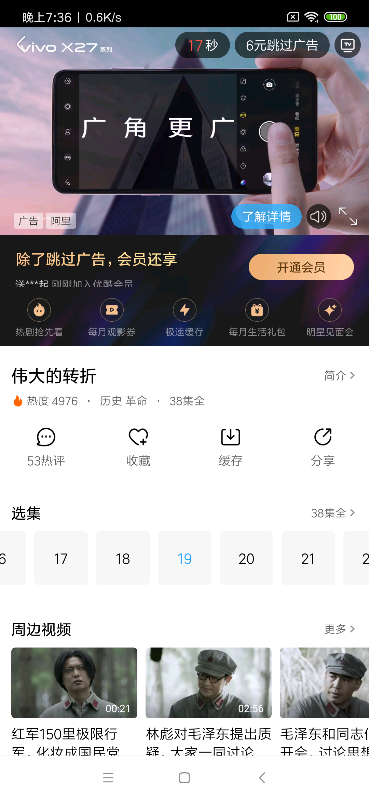 晚上7:36 | 0.6K/s
100
vivo X27 系列
17秒
6元跳过广告
TV
广角更广
广告
阿里
了解详情
除了跳过广告，会员还享
开通会员
送***起 刚刚加入优酷会员
热剧抢先看
每月观影券
极速缓存
每月生活礼包
明星见面会
伟大的转折
简介 >
热度 4976 · 历史 革命 · 38集全
53热评
收藏
缓存
分享
选集
38集全 >
6
17
18
19
20
21
2
周边视频
更多 >
00:21
02:56
红军150里极限行
军，化妆成国民党
林彪对毛泽东提出质
疑，大家一同讨论
毛泽东和同志们
开会，讨论思想